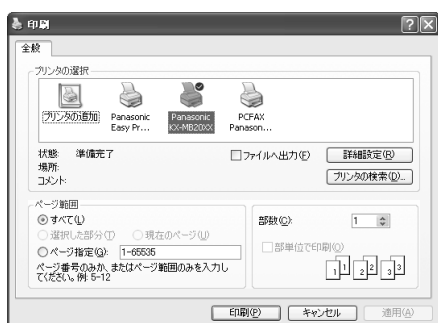 印刷
全般
プリンタの選択
プリンタの追加
Panasonic Easy Pr...
Panasonic KX-MB20XX
PCFAX Panason...
状態: 準備完了
場所:
コメント:
ファイルへ出力(F)
詳細設定(R)
プリンタの検索(D)...
ページ範囲
すべて(L)
選択した部分(T) 現在のページ(U)
ページ指定(G): 1-65535
ページ番号のみか、またはページ範囲のみを入力し
てください。例: 5-12
部数(C): 1
部単位で印刷(O)
1 1 2 2 3 3
印刷(P) キャンセル 適用(A)